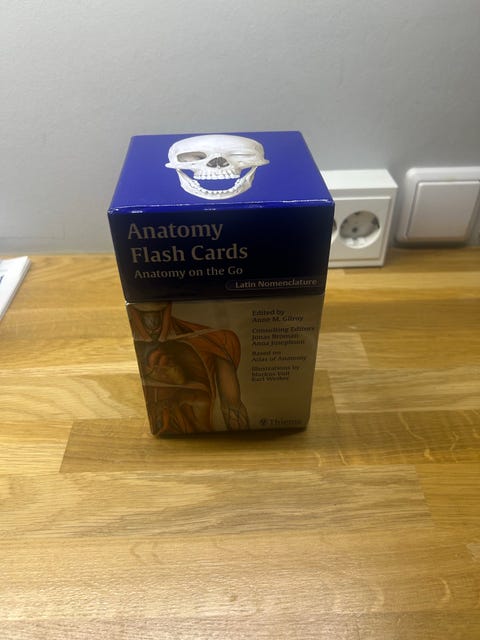 Anatomy
Flash Cards
Anatomy on the Go
Latin Nomenclature
Edited by
Anne M. Gilroy
Consulting Editors
Jonas Broman
Anna Josephson
Based on
Atlas of Anatomy
Illustrations by
Markus Voll
Karl Wesker
Thieme